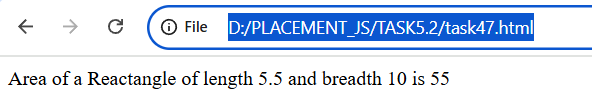 File D:/PLACEMENT_JS/TASK5.2/task47.html
Area of a Reactangle of length 5.5 and breadth 10 is 55